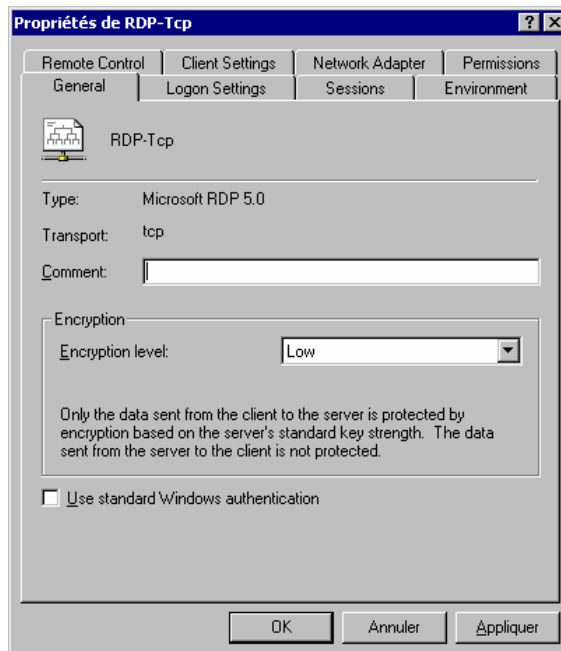 Propriétés de RDP-Tcp
Remote Control Client Settings Network Adapter Permissions
General Logon Settings Sessions Environment
RDP-Tcp
Type: Microsoft RDP 5.0
Transport: tcp
Comment:
Encryption
Encryption level: Low
Only the data sent from the client to the server is protected by
encryption based on the server's standard key strength. The data
sent from the server to the client is not protected.
Use standard Windows authentication
OK Annuler Appliquer